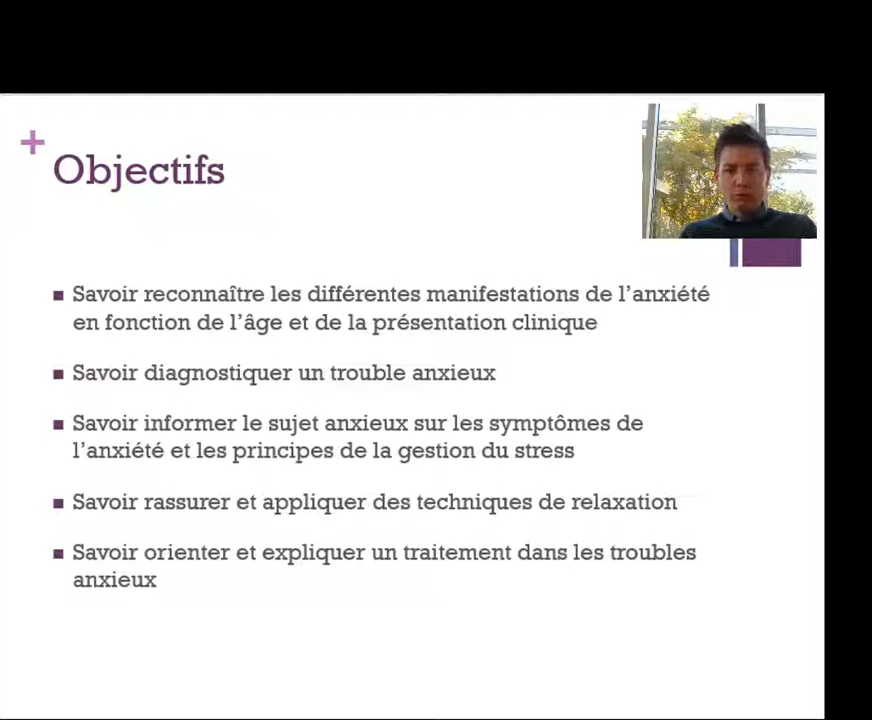 +
Objectifs
■ Savoir reconnaître les différentes manifestations de l’anxiété
en fonction de l’âge et de la présentation clinique
■ Savoir diagnostiquer un trouble anxieux
■ Savoir informer le sujet anxieux sur les symptômes de
l’anxiété et les principes de la gestion du stress
■ Savoir rassurer et appliquer des techniques de relaxation
■ Savoir orienter et expliquer un traitement dans les troubles
anxieux